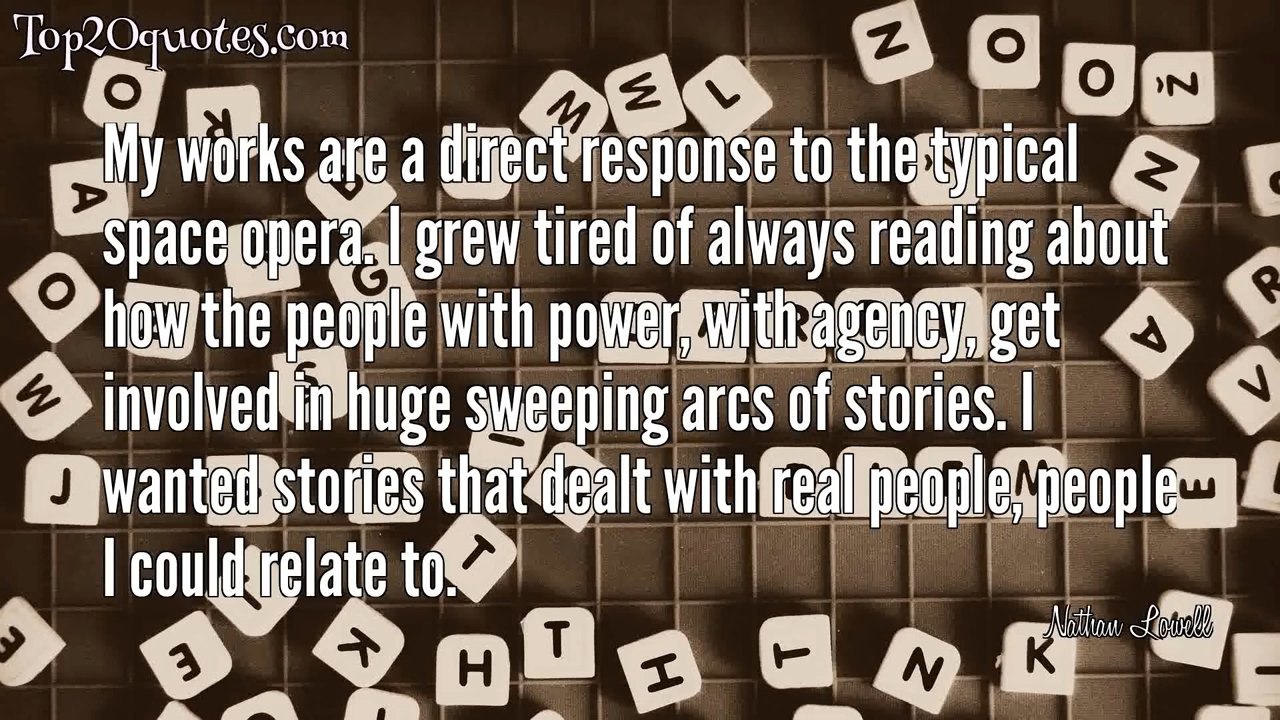 Top20quotes.com
My works are a direct response to the typical
space opera. I grew tired of always reading about
how the people with power, with agency, get
involved in huge sweeping arcs of stories. I
wanted stories that dealt with real people, people
I could relate to.
Nathan Lowell